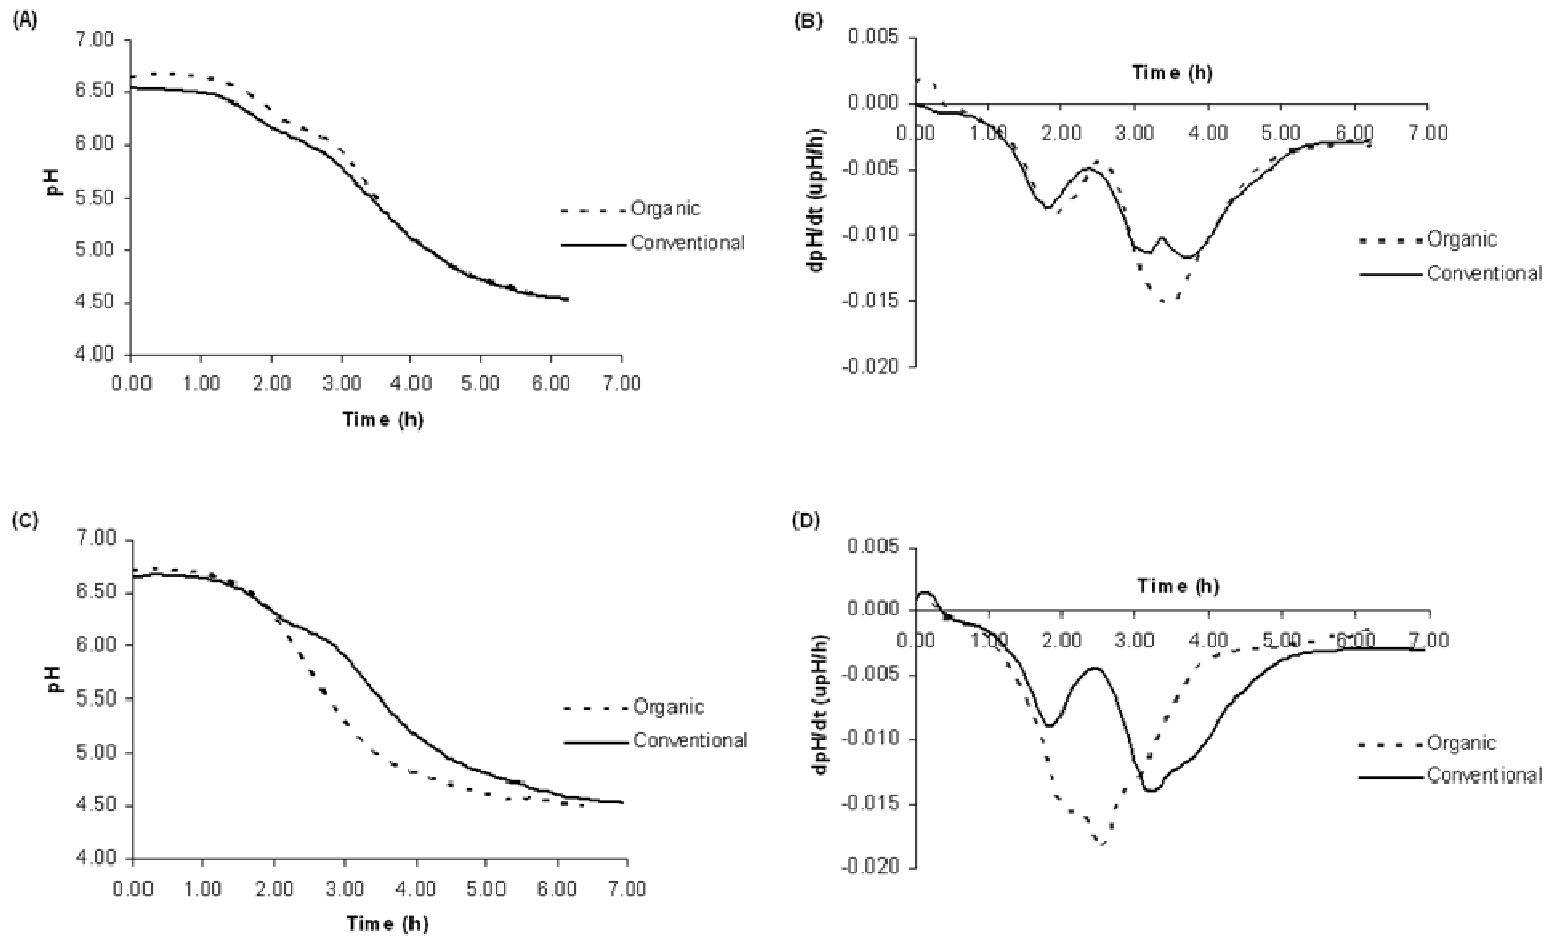 (A)
7.00
6.50
6.00
5.50
5.00
4.50
4.00
pH
0.00 1.00 2.00 3.00 4.00 5.00 6.00 7.00
Time (h)
Organic
Conventional
(B)
0.005
0.000
-0.005
-0.010
-0.015
-0.020
dpH/dt (upH/h)
Time (h)
0.00 1.00 2.00 3.00 4.00 5.00 6.00 7.00
Organic
Conventional
(C)
7.00
6.50
6.00
5.50
5.00
4.50
4.00
pH
0.00 1.00 2.00 3.00 4.00 5.00 6.00 7.00
Time (h)
Organic
Conventional
(D)
0.005
0.000
-0.005
-0.010
-0.015
-0.020
dpH/dt (upH/h)
Time (h)
0.00 1.00 2.00 3.00 4.00 5.00 6.00 7.00
Organic
Conventional